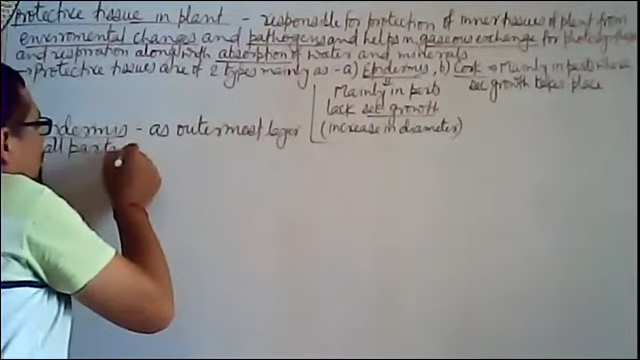 Protective tissue in plant - responsible for protection of inner tissues of plant from
enviromental changes and pathogens and helps in gaseous exchange for photosynthesis
and respiration along with absorption of water and minerals
→ Protective tissues are of 2 types mainly as - a) Epidermis, b) Cork → Mainly in parts where
sec growth takes place
Mainly in parts
lack sec growth
(increase in diameter)
dermis - as outermost layer
all parts